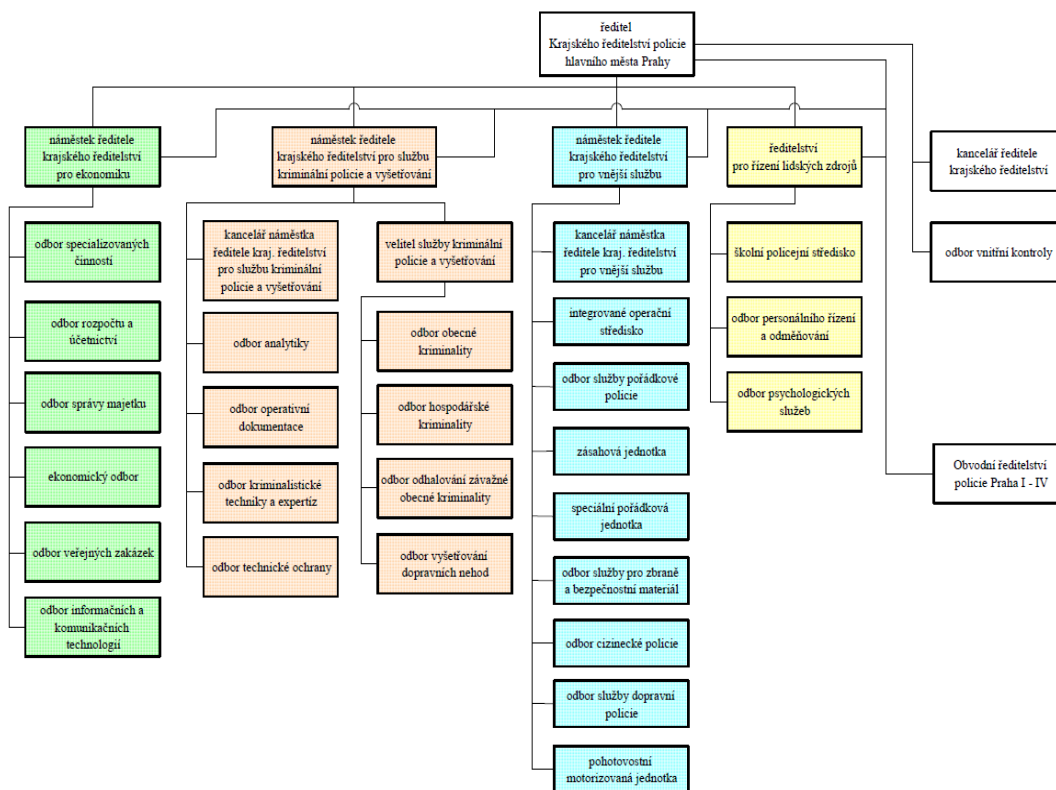 ředitel
Krajského ředitelství policie
hlavního města Prahy
náměstek ředitele
krajského ředitelství
pro ekonomiku
náměstek ředitele
krajského ředitelství pro službu
kriminální policie a vyšetřování
náměstek ředitele
krajského ředitelství
pro vnější službu
ředitelství
pro řízení lidských zdrojů
kancelář ředitele
krajského ředitelství
odbor vnitřní kontroly
Obvodní ředitelství
policie Praha I - IV
odbor specializovaných
činností
odbor rozpočtu a
účetnictví
odbor správy majetku
ekonomický odbor
odbor veřejných zakázek
odbor informačních a
komunikačních
technologií
kancelář náměstka
ředitele kraj. ředitelství
pro službu kriminální
policie a vyšetřování
odbor analytiky
odbor operativní
dokumentace
odbor kriminalistické
techniky a expertíz
odbor technické ochrany
velitel služby kriminální
policie a vyšetřování
odbor obecné
kriminality
odbor hospodářské
kriminality
odbor odhalování závažné
obecné kriminality
odbor vyšetřování
dopravních nehod
kancelář náměstka
ředitele kraj. ředitelství
pro vnější službu
integrované operační
středisko
odbor služby pořádkové
policie
zásahová jednotka
speciální pořádková
jednotka
odbor služby pro zbraně
a bezpečnostní materiál
odbor cizinecké policie
odbor služby dopravní
policie
pohotovostní
motorizovaná jednotka
školní policejní středisko
odbor personálního řízení
a odměňování
odbor psychologických
služeb